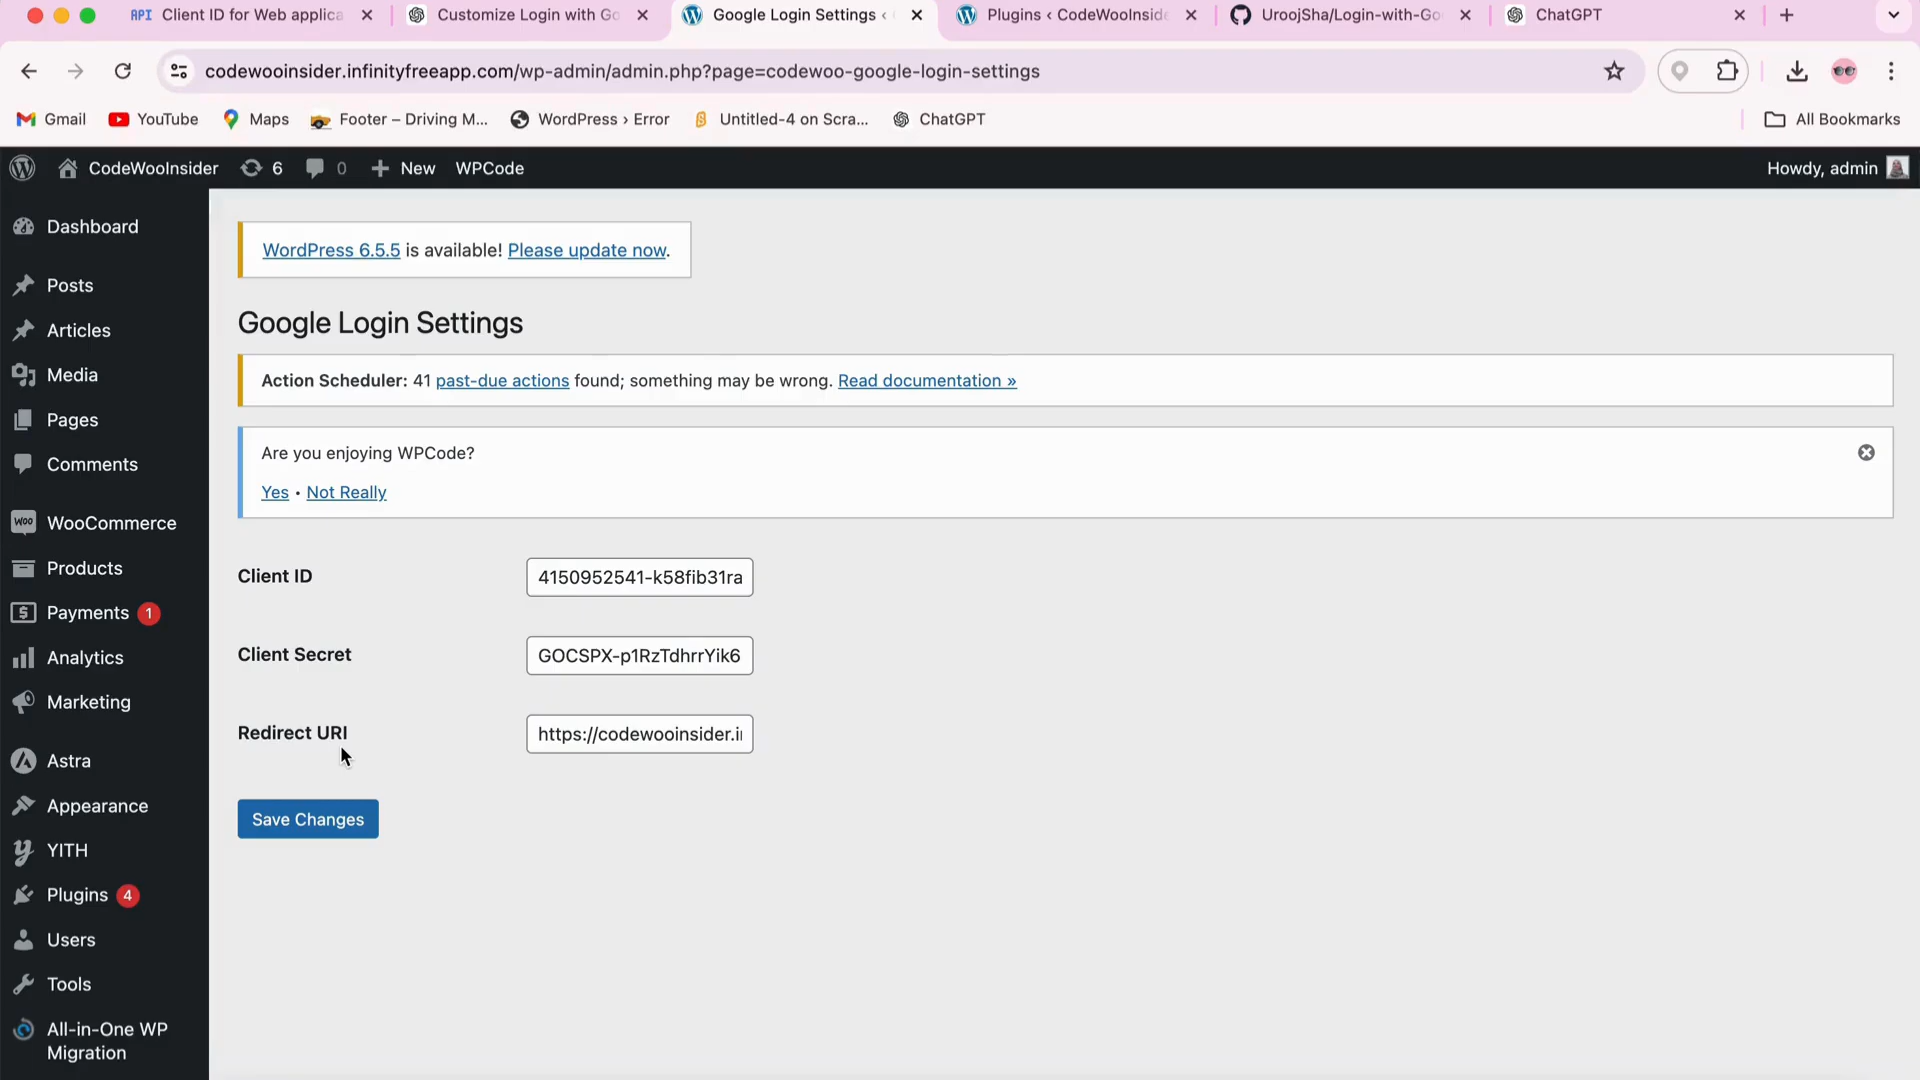 API Client ID for Web applica
Customize Login with Go
Google Login Settings ‹
Plugins ‹ CodeWooInside
UroojSha/Login-with-Go
ChatGPT
codewooinsider.infinityfreeapp.com/wp-admin/admin.php?page=codewoo-google-login-settings
Gmail
YouTube
Maps
Footer – Driving M...
WordPress › Error
Untitled-4 on Scra...
ChatGPT
All Bookmarks
CodeWooInsider
6
0
New
WPCode
Howdy, admin
Dashboard
Posts
Articles
Media
Pages
Comments
WooCommerce
Products
Payments 1
Analytics
Marketing
Astra
Appearance
YITH
Plugins 4
Users
Tools
All-in-One WP
Migration
WordPress 6.5.5 is available! Please update now.
Google Login Settings
Action Scheduler: 41 past-due actions found; something may be wrong. Read documentation »
Are you enjoying WPCode?
Yes • Not Really
Client ID
4150952541-k58fib31ra
Client Secret
GOCSPX-p1RzTdhrrYik6
Redirect URI
https://codewooinsider.i
Save Changes